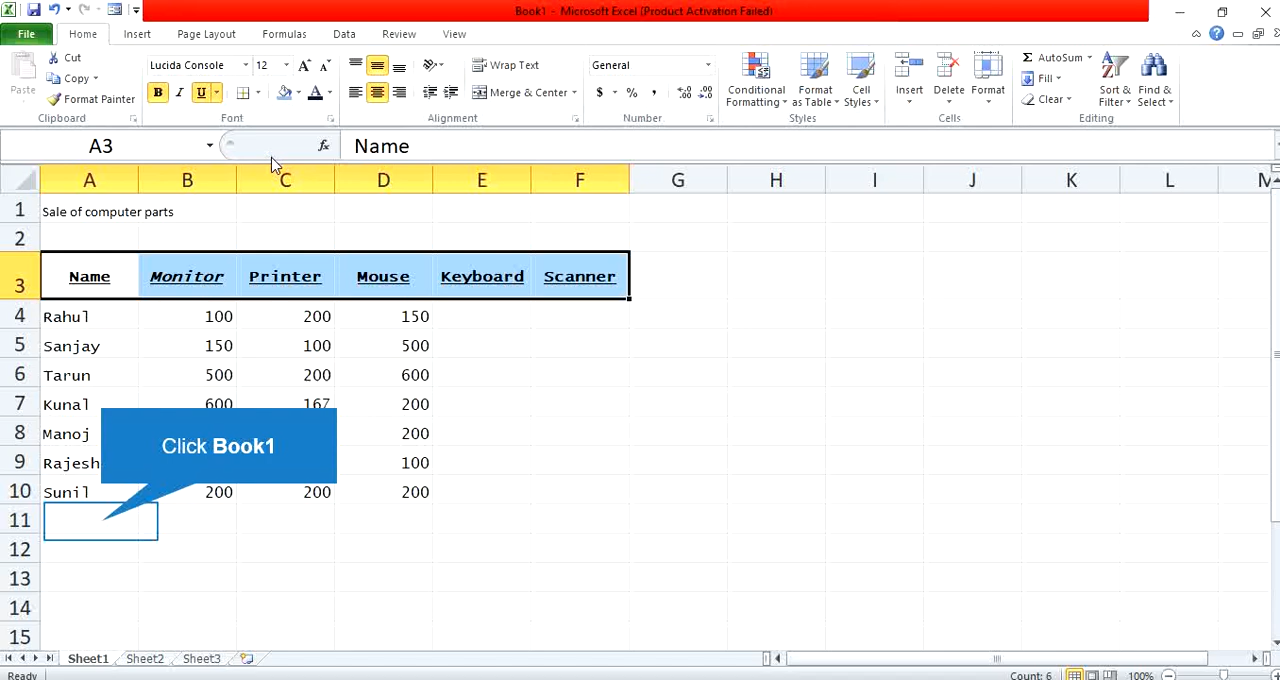 Book1 - Microsoft Excel (Product Activation Failed)
File Home Insert Page Layout Formulas Data Review View
Paste
Cut
Copy
Format Painter
Clipboard
Lucida Console 12 A A
B I U A
Font
Wrap Text
Merge & Center
Alignment
General
$ % ,
Number
Conditional Formatting
Format as Table
Cell Styles
Styles
Insert Delete Format
Cells
Σ AutoSum
Fill
Clear
Sort & Filter
Find & Select
Editing
A3 fx Name
A B C D E F G H I J K L M
1 Sale of computer parts
2
3 Name Monitor Printer Mouse Keyboard Scanner
4 Rahul 100 200 150
5 Sanjay 150 100 500
6 Tarun 500 200 600
7 Kunal 600 167 200
8 Manoj 200
9 Rajesh 100
Click Book1
10 Sunil 200 200 200
11
12
13
14
15
Sheet1 Sheet2 Sheet3
Ready Count: 6 100%